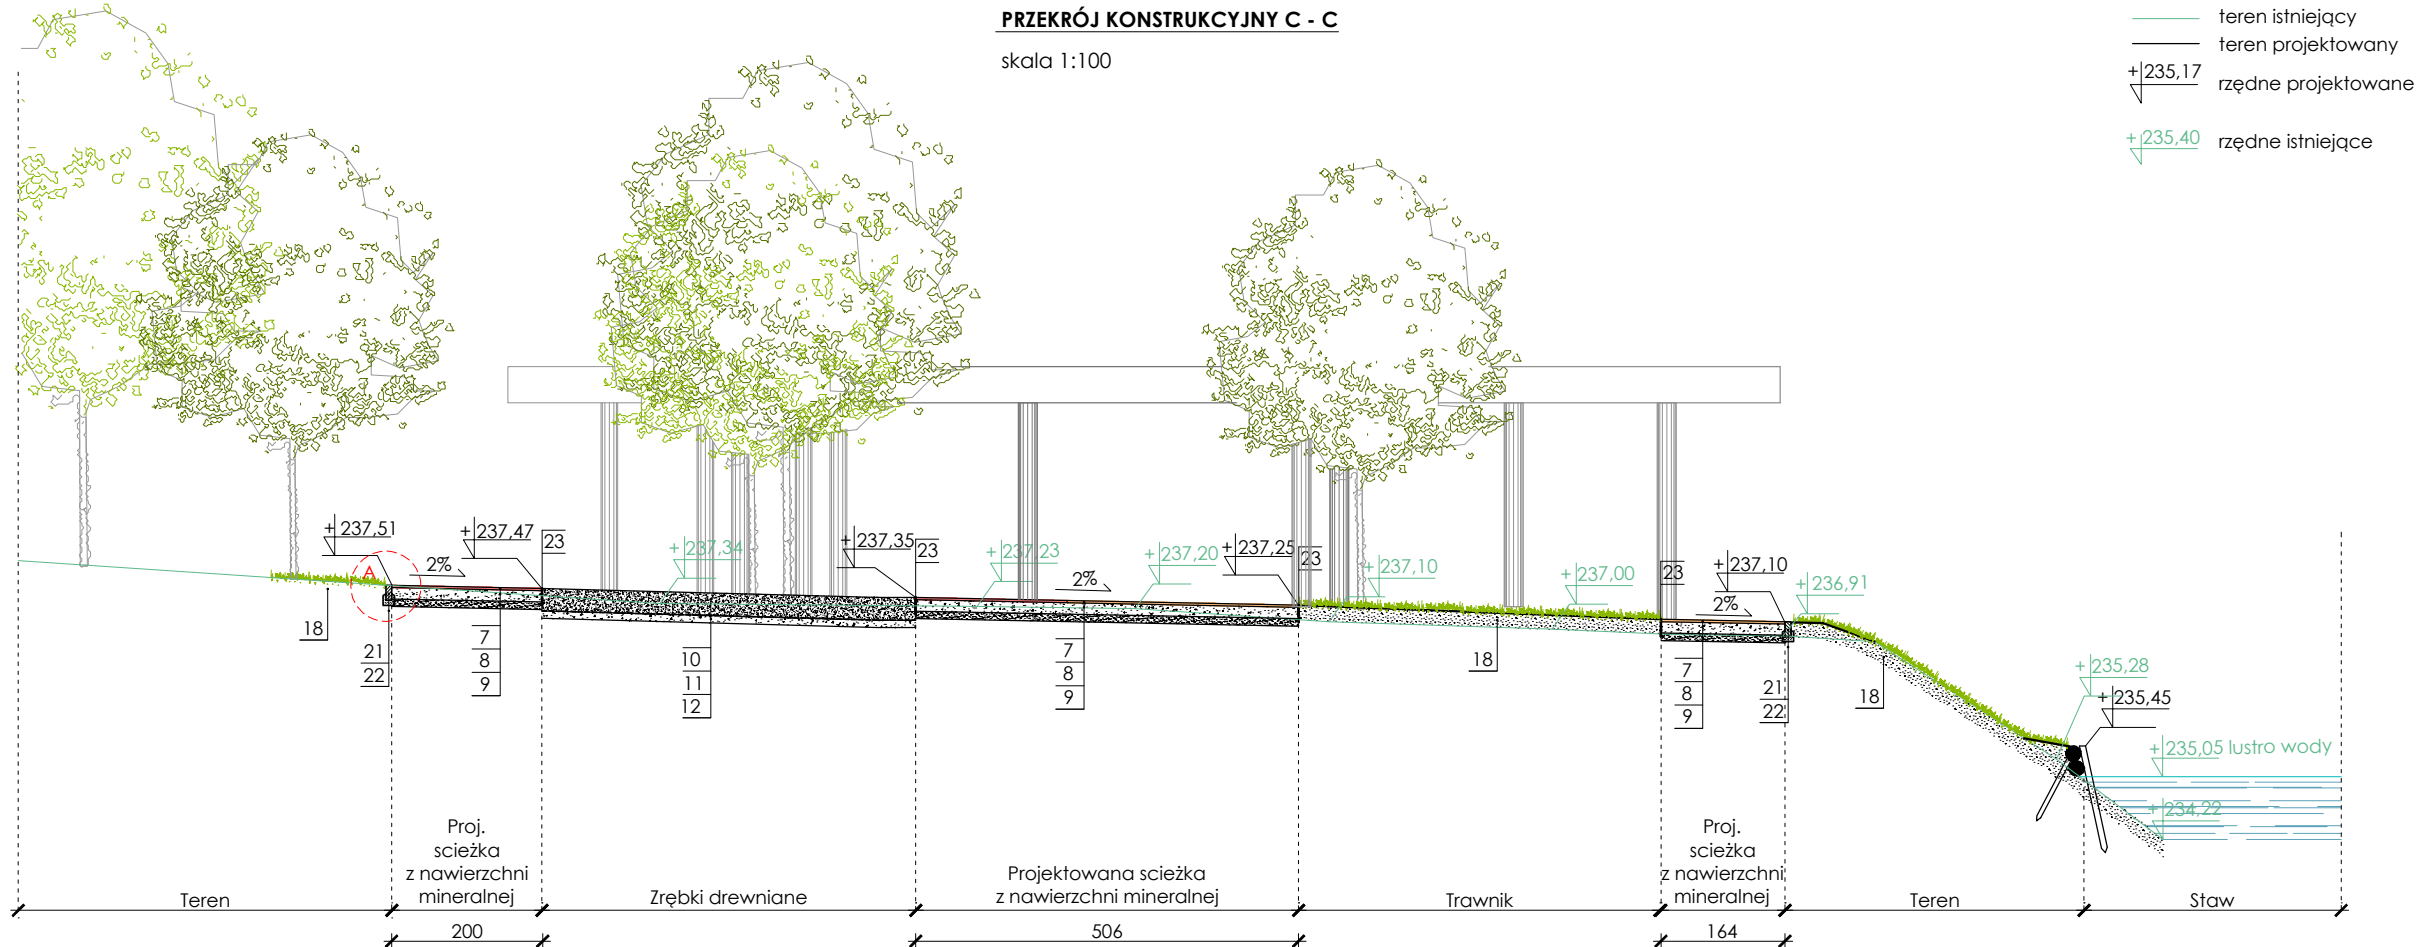 PRZEKRÓJ KONSTRUKCYJNY C - C
skala 1:100
teren istniejący
teren projektowany
+235,17 rzędne projektowane
+235,40 rzędne istniejące
+237,51
2%
+237,47
23
+237,34
+237,35
23
+237,23
2%
+237,20
+237,25
23
+237,10
+237,00
23
+237,10
2%
+236,91
A
18
21
22
7
8
9
10
11
12
7
8
9
18
7
8
9
21
22
18
+235,28
+235,45
+235,05 lustro wody
+234,22
Teren
Proj.
scieżka
z nawierzchni
mineralnej
Zrębki drewniane
Projektowana scieżka
z nawierzchni mineralnej
Trawnik
Proj.
scieżka
z nawierzchni
mineralnej
Teren
Staw
200
506
164